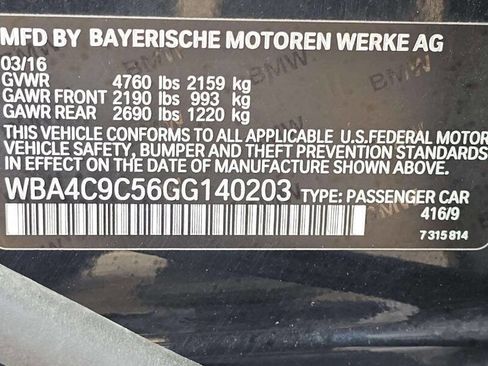 MFD BY BAYERISCHE MOTOREN WERKE AG
03/16
GVWR 4760 lbs 2159 kg
GAWR FRONT 2190 lbs 993 kg
GAWR REAR 2690 lbs 1220 kg
THIS VEHICLE CONFORMS TO ALL APPLICABLE U.S.FEDERAL MOTOR
VEHICLE SAFETY, BUMPER AND THEFT PREVENTION STANDARDS
IN EFFECT ON THE DATE OF MANUFACTURE SHOWN ABOVE.
WBA4C9C56GG140203 TYPE: PASSENGER CAR
416/9
7 315 814